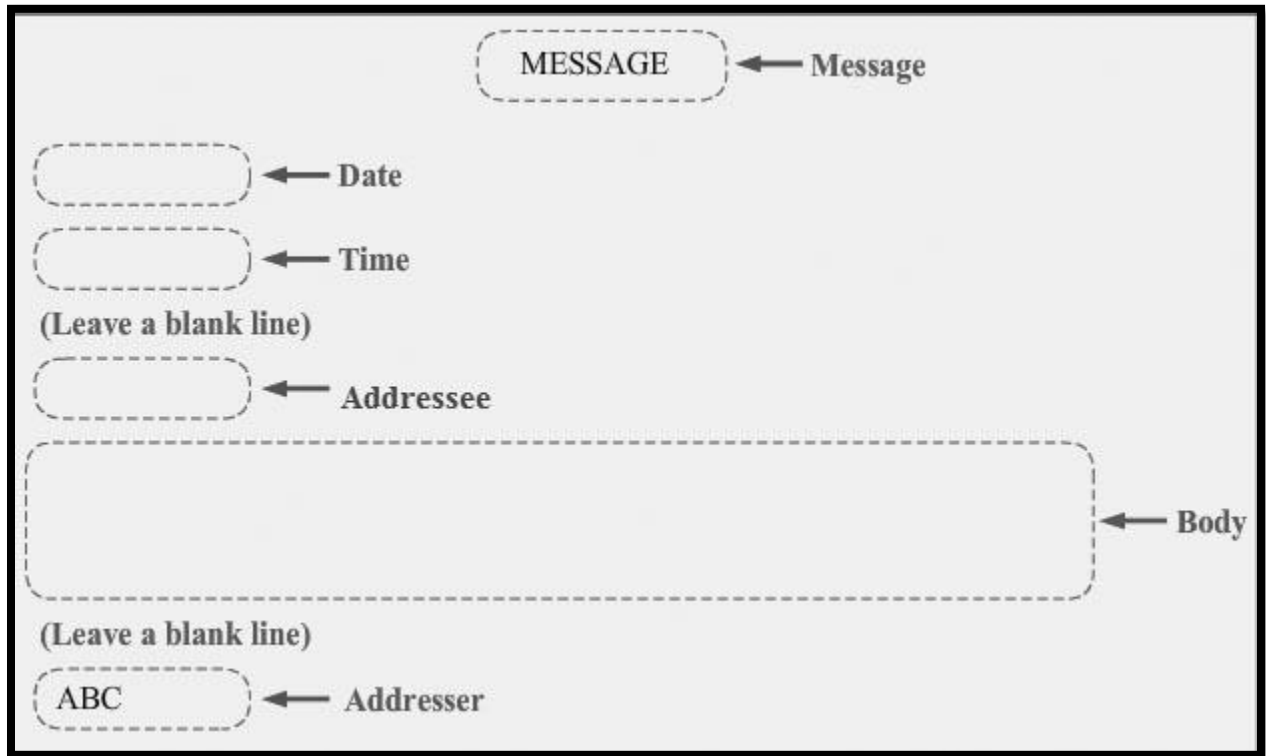 MESSAGE Message
Date
Time
(Leave a blank line)
Addressee
Body
(Leave a blank line)
ABC Addresser